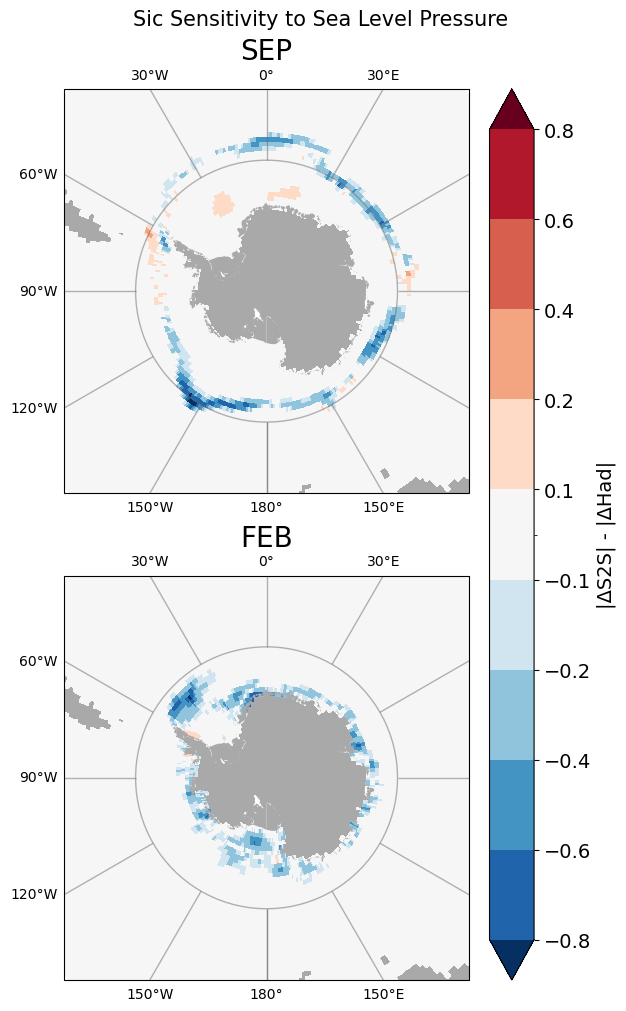 Sic Sensitivity to Sea Level Pressure
SEP
30°W 0° 30°E
60°W
90°W
120°W
150°W 180° 150°E
FEB
30°W 0° 30°E
60°W
90°W
120°W
150°W 180° 150°E
0.8
0.6
0.4
0.2
0.1
−0.1
−0.2
−0.4
−0.6
−0.8
|ΔS2S| - |ΔHad|